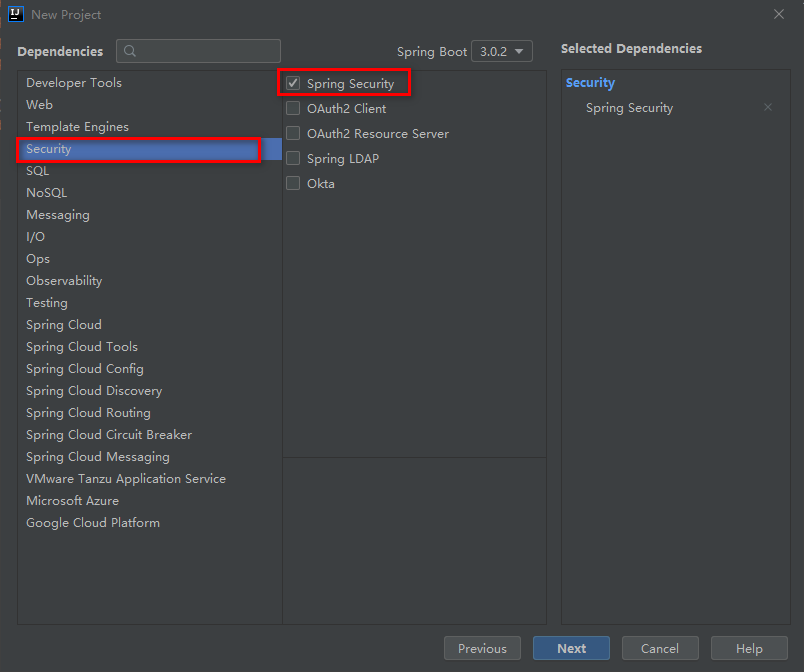 IJ New Project
Dependencies
Spring Boot 3.0.2
Selected Dependencies
Developer Tools
Web
Template Engines
Security
SQL
NoSQL
Messaging
I/O
Ops
Observability
Testing
Spring Cloud
Spring Cloud Tools
Spring Cloud Config
Spring Cloud Discovery
Spring Cloud Routing
Spring Cloud Circuit Breaker
Spring Cloud Messaging
VMware Tanzu Application Service
Microsoft Azure
Google Cloud Platform
Spring Security
OAuth2 Client
OAuth2 Resource Server
Spring LDAP
Okta
Security
Spring Security
Previous
Next
Cancel
Help